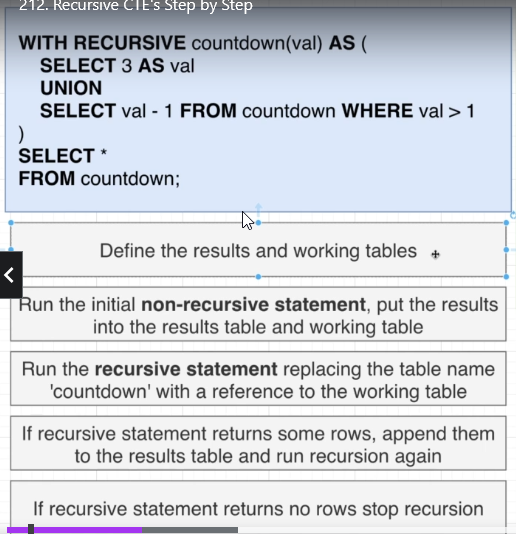 212. Recursive CTE's Step by Step
WITH RECURSIVE countdown(val) AS (
SELECT 3 AS val
UNION
SELECT val - 1 FROM countdown WHERE val > 1
)
SELECT *
FROM countdown;
Define the results and working tables
Run the initial non-recursive statement, put the results
into the results table and working table
Run the recursive statement replacing the table name
'countdown' with a reference to the working table
If recursive statement returns some rows, append them
to the results table and run recursion again
If recursive statement returns no rows stop recursion